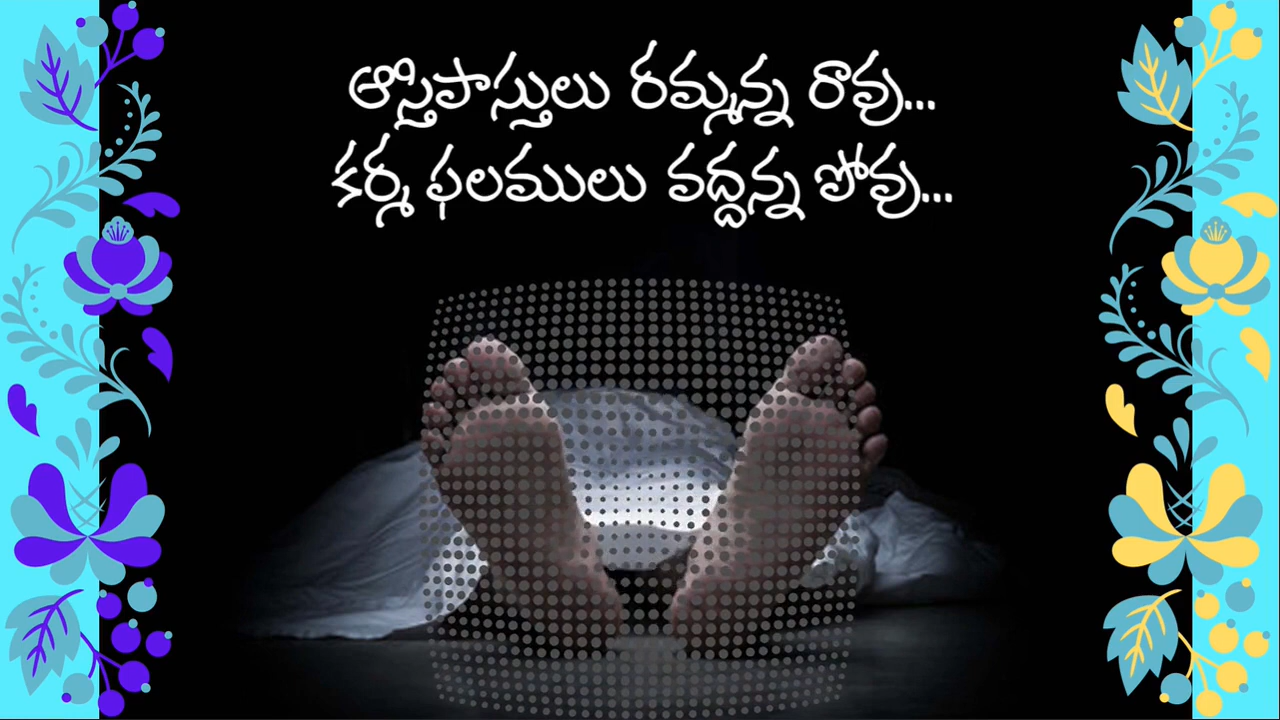 ఆస్తిపాస్తులు రమ్మన్న రావు...
కర్మ ఫలములు వద్దన్న పోవు...